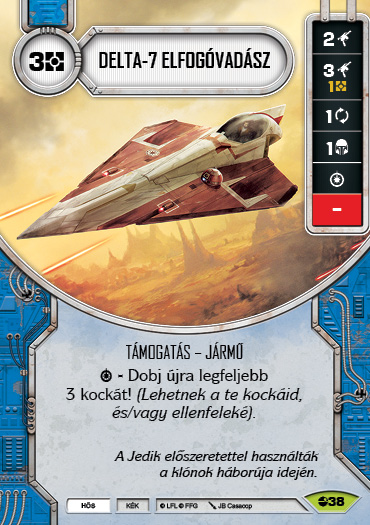 3
DELTA-7 ELFOGÓVADÁSZ
2
3
1
1
1
-
TÁMOGATÁS – JÁRMŰ
- Dobj újra legfeljebb
3 kockát! (Lehetnek a te kockáid,
és/vagy ellenfeleké).
A Jedik előszeretettel használták
a klónok háborúja idején.
HŐS KÉK © LFL © FFG JB Casacop 38